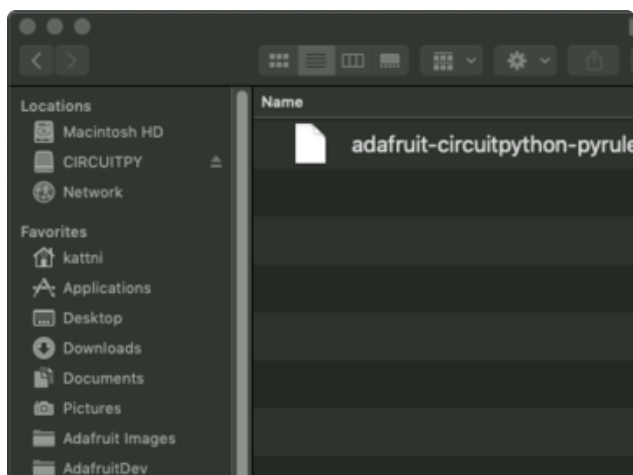 Locations
Macintosh HD
CIRCUITPY
Network
Favorites
kattni
Applications
Desktop
Downloads
Documents
Pictures
Adafruit Images
AdafruitDev
Name
adafruit-circuitpython-pyrule